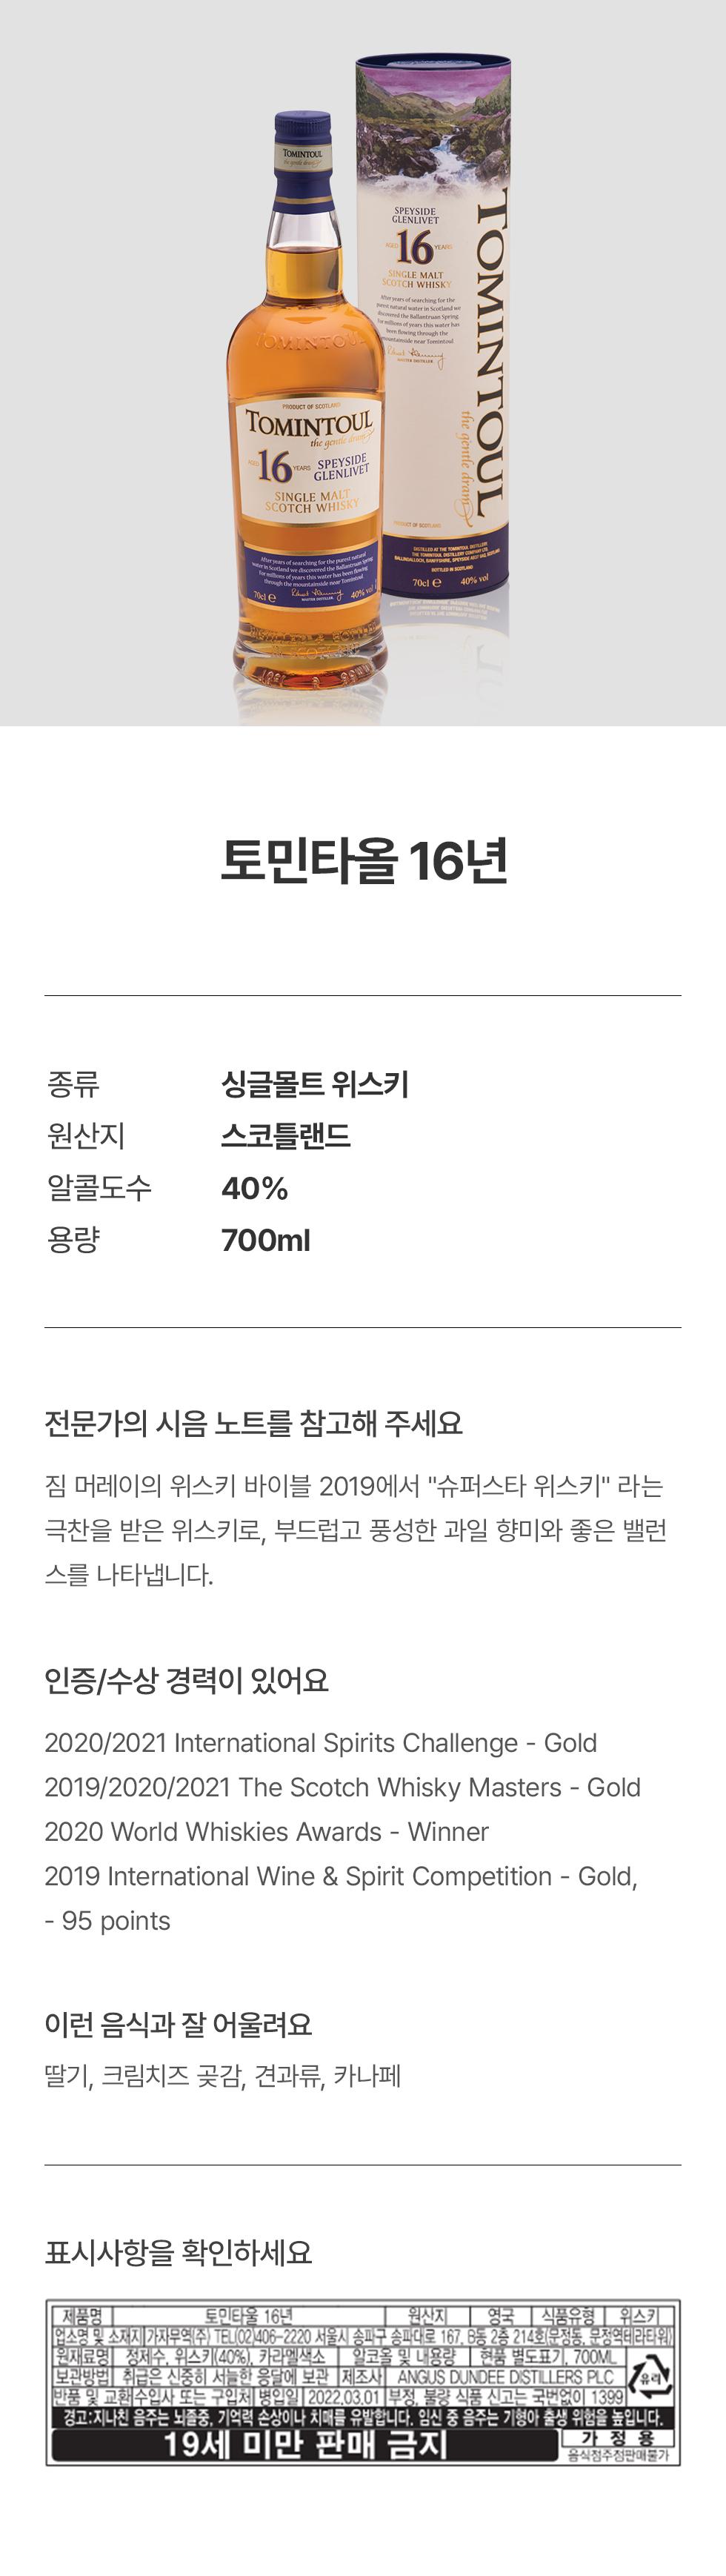 TOMINTOUL
the gentle dram
SPEYSIDE
GLENLIVET
AGED 16 YEARS
SINGLE MALT
SCOTCH WHISKY
After years of searching for the
purest natural water in Scotland we
discovered the Ballantruan Spring
For millions of years this water has
been flowing through the
mountainside near Tomintoul
MASTER DISTILLER
TOMINTOUL
the gentle dram
PRODUCT OF SCOTLAND
DISTILLED AT THE TOMINTOUL DISTILLERY
THE TOMINTOUL DISTILLERY COMPANY LTD.
BOTTLED IN SCOTLAND
70cl e 40% vol
TOMINTOUL
PRODUCT OF SCOTLAND
TOMINTOUL
the gentle dram
AGED 16 YEARS SPEYSIDE
GLENLIVET
SINGLE MALT
SCOTCH WHISKY
After years of searching for the purest natural
water in Scotland we discovered the Ballantruan Spring
For millions of years this water has been flowing
through the mountainside near Tomintoul
MASTER DISTILLER
70cl e 40% vol
토민타올 16년
종류 싱글몰트 위스키
원산지 스코틀랜드
알콜도수 40%
용량 700ml
전문가의 시음 노트를 참고해 주세요
짐 머레이의 위스키 바이블 2019에서 "슈퍼스타 위스키" 라는
극찬을 받은 위스키로, 부드럽고 풍성한 과일 향미와 좋은 밸런
스를 나타냅니다.
인증/수상 경력이 있어요
2020/2021 International Spirits Challenge - Gold
2019/2020/2021 The Scotch Whisky Masters - Gold
2020 World Whiskies Awards - Winner
2019 International Wine & Spirit Competition - Gold,
- 95 points
이런 음식과 잘 어울려요
딸기, 크림치즈 곶감, 견과류, 카나페
표시사항을 확인하세요
제품명 토민타울 16년 원산지 영국 식품유형 위스키
업소명 및 소재지 가자무역(주) TEL(02)406-2220 서울시 송파구 송파대로 167, B동 2층 214호(문정동, 문정역테라타워)
원재료명 정제수, 위스키(40%), 카라멜색소 알코올 및 내용량 현품 별도표기, 700ML
보관방법 취급은 신중히 서늘한 응달에 보관 제조사 ANGUS DUNDEE DISTILLERS PLC
유리
반품 및 교환 수입사 또는 구입처 병입일 2022.03.01 부정, 불량 식품 신고는 국번없이 1399
경고:지나친 음주는 뇌졸중, 기억력 손상이나 치매를 유발합니다. 임신 중 음주는 기형아 출생 위험을 높입니다.
19세 미만 판매 금지
가 정 용
음식점주점판매불가